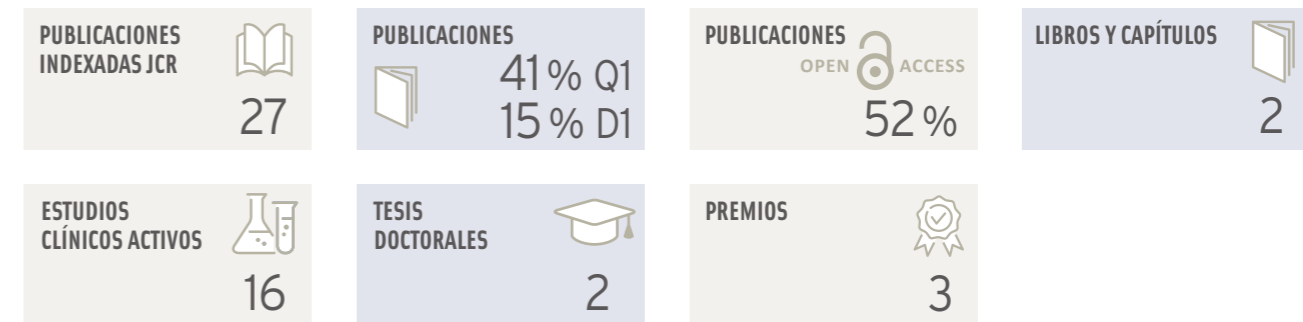 PUBLICACIONES
INDEXADAS JCR
27
PUBLICACIONES
41 % Q1
15 % D1
PUBLICACIONES
OPEN ACCESS
52 %
LIBROS Y CAPÍTULOS
2
ESTUDIOS
CLÍNICOS ACTIVOS
16
TESIS
DOCTORALES
2
PREMIOS
3